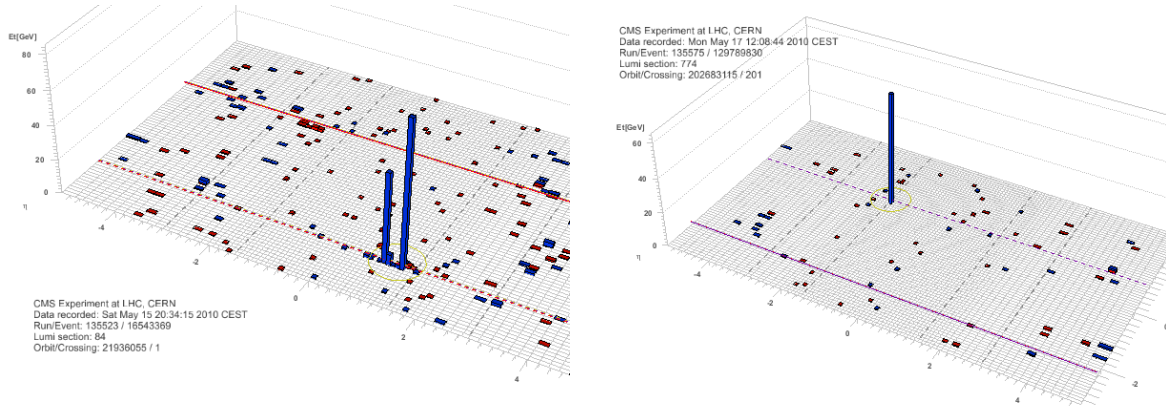 Et[GeV]
80
60
40
20
0
η
-4
-2
0
2
4
CMS Experiment at LHC, CERN
Data recorded: Sat May 15 20:34:15 2010 CEST
Run/Event: 135523 / 16543369
Lumi section: 84
Orbit/Crossing: 21936055 / 1
CMS Experiment at LHC, CERN
Data recorded: Mon May 17 12:08:44 2010 CEST
Run/Event: 135575 / 129789830
Lumi section: 774
Orbit/Crossing: 202683115 / 201
Et[GeV]
60
40
20
0
η
-4
-2
0
2
4
-2